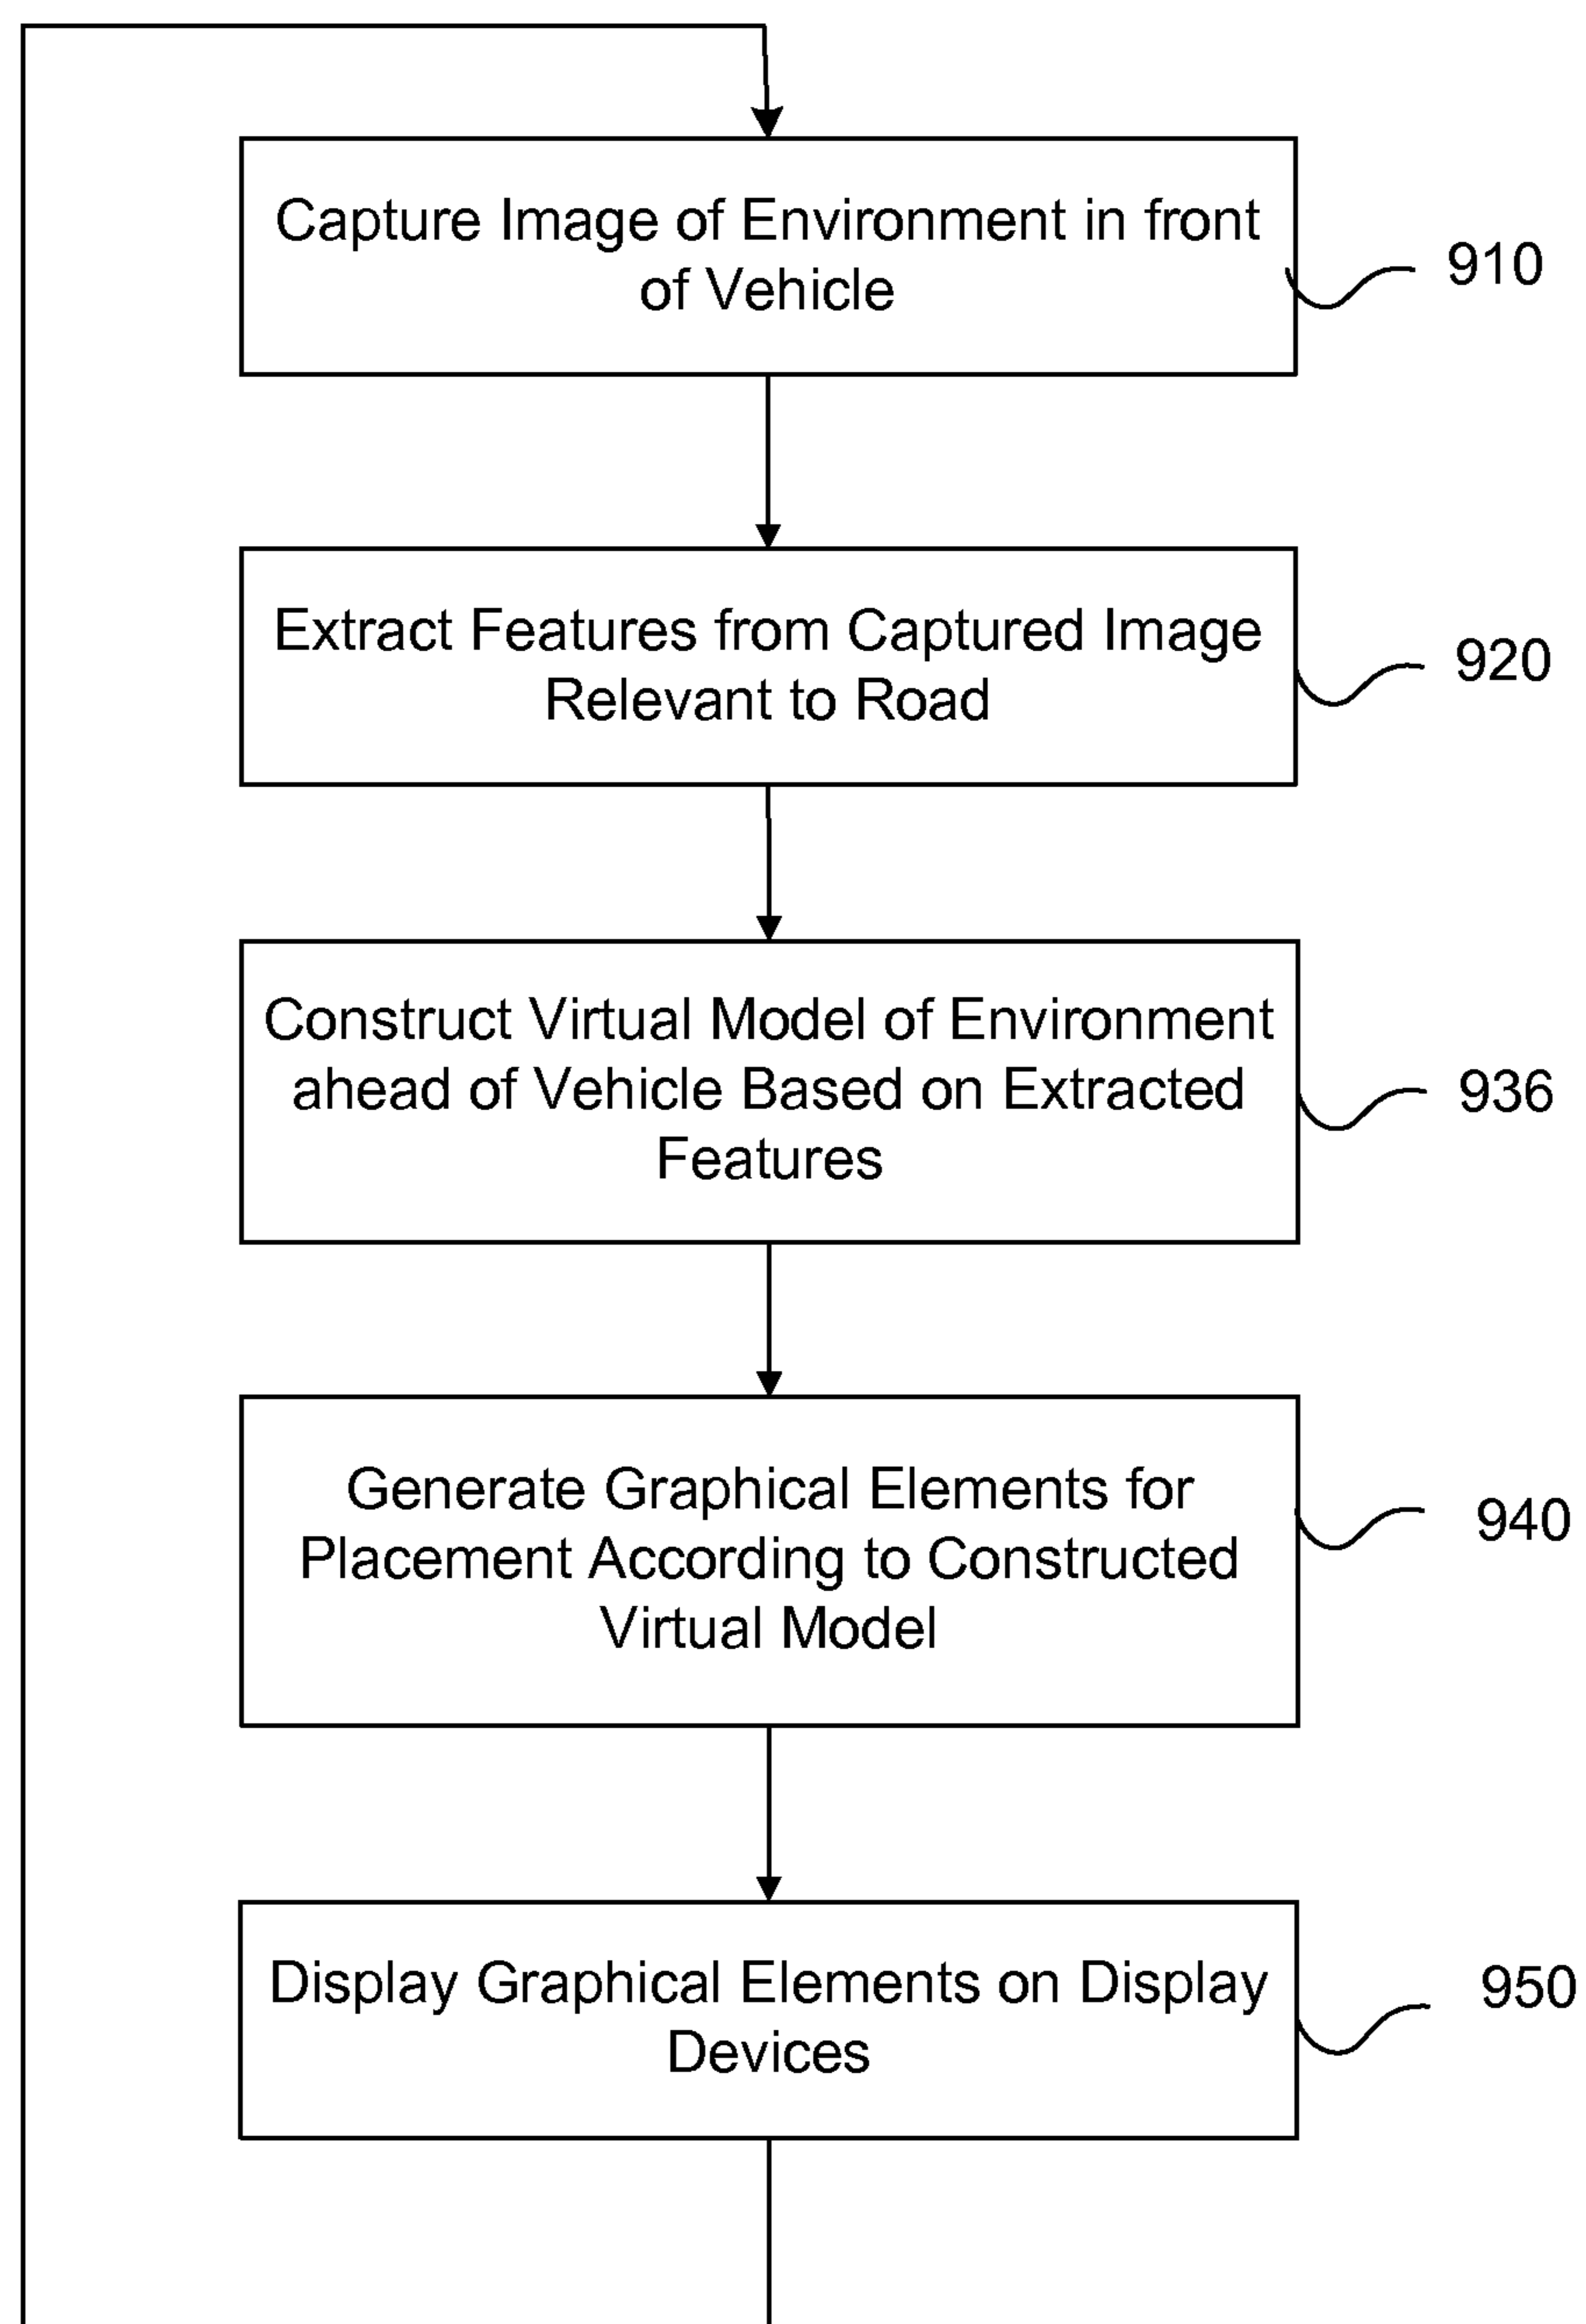 Capture Image of Environment in front
of Vehicle
910
Extract Features from Captured Image
Relevant to Road
920
Construct Virtual Model of Environment
ahead of Vehicle Based on Extracted
Features
936
Generate Graphical Elements for
Placement According to Constructed
Virtual Model
940
Display Graphical Elements on Display
Devices
950